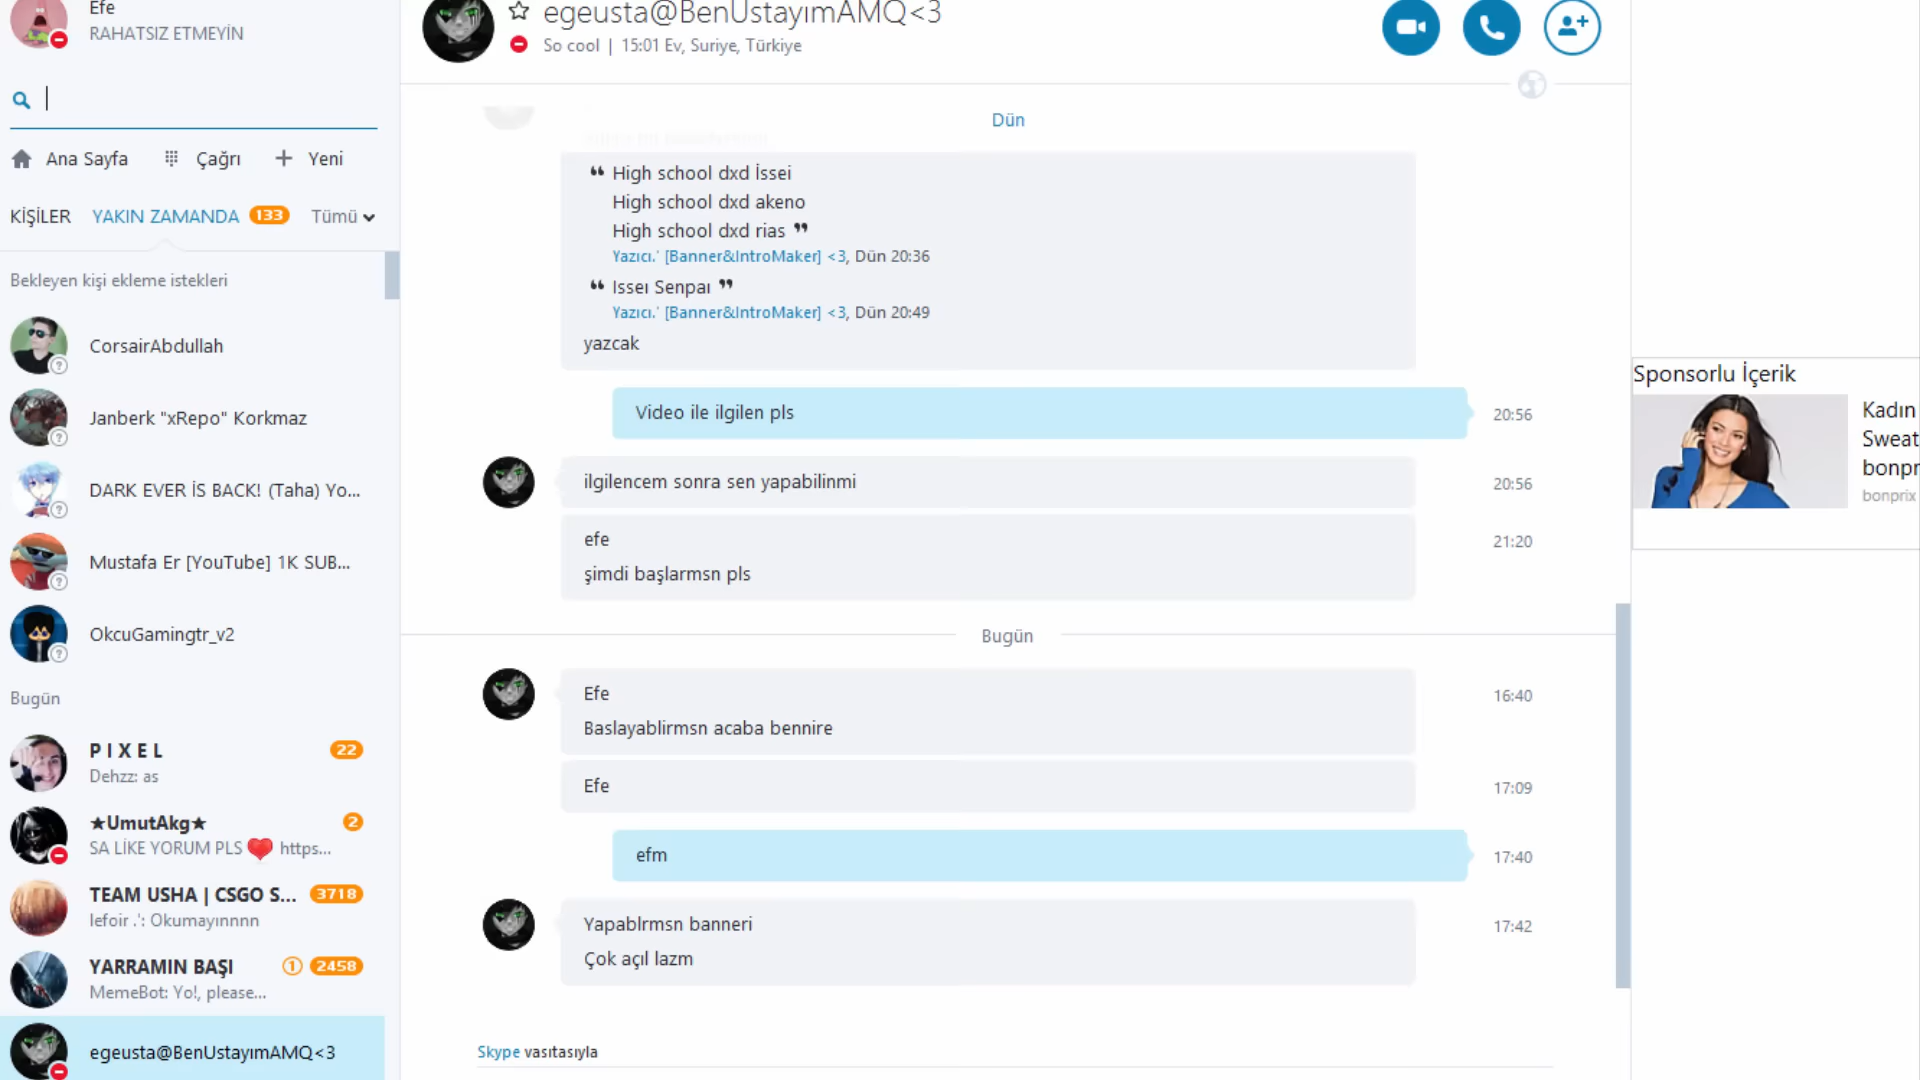 Efe
RAHATSIZ ETMEYİN
Ana Sayfa
Çağrı
Yeni
KİŞİLER
YAKIN ZAMANDA
133
Tümü
Bekleyen kişi ekleme istekleri
CorsairAbdullah
Janberk "xRepo" Korkmaz
DARK EVER İS BACK! (Taha) Yo...
Mustafa Er [YouTube] 1K SUB...
OkcuGamingtr_v2
Bugün
P I X E L
22
Dehzz: as
★UmutAkg★
2
SA LİKE YORUM PLS ❤ https...
TEAM USHA | CSGO S...
3718
lefoir .': Okumayınnnn
YARRAMIN BAŞI
1
2458
MemeBot: Yo!, please...
egeusta@BenUstayımAMQ<3
egeusta@BenUstayımAMQ<3
So cool | 15:01 Ev, Suriye, Türkiye
Dün
“ High school dxd İssei
High school dxd akeno
High school dxd rias ”
Yazıcı.' [Banner&IntroMaker] <3, Dün 20:36
“ Isseı Senpaı ”
Yazıcı.' [Banner&IntroMaker] <3, Dün 20:49
yazcak
Video ile ilgilen pls
20:56
ilgilencem sonra sen yapabilinmi
20:56
efe
21:20
şimdi başlarmsn pls
Bugün
Efe
16:40
Baslayablirmsn acaba bennire
Efe
17:09
efm
17:40
Yapablrmsn banneri
17:42
Çok açıl lazm
Skype vasıtasıyla
Sponsorlu İçerik
Kadın
Sweat
bonpr
bonprix